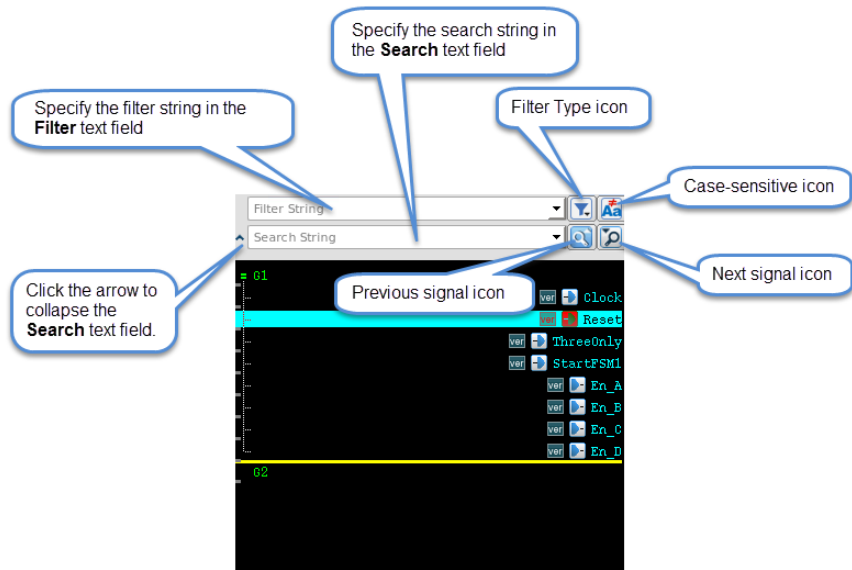 Specify the search string in
the Search text field
Specify the filter string in the
Filter text field
Filter Type icon
Case-sensitive icon
Filter String
Aa
Search String
Click the arrow to
collapse the
Search text field.
Previous signal icon
Next signal icon
G1
ver Clock
ver Reset
ver ThreeOnly
ver StartFSM1
ver En_A
ver En_B
ver En_C
ver En_D
G2